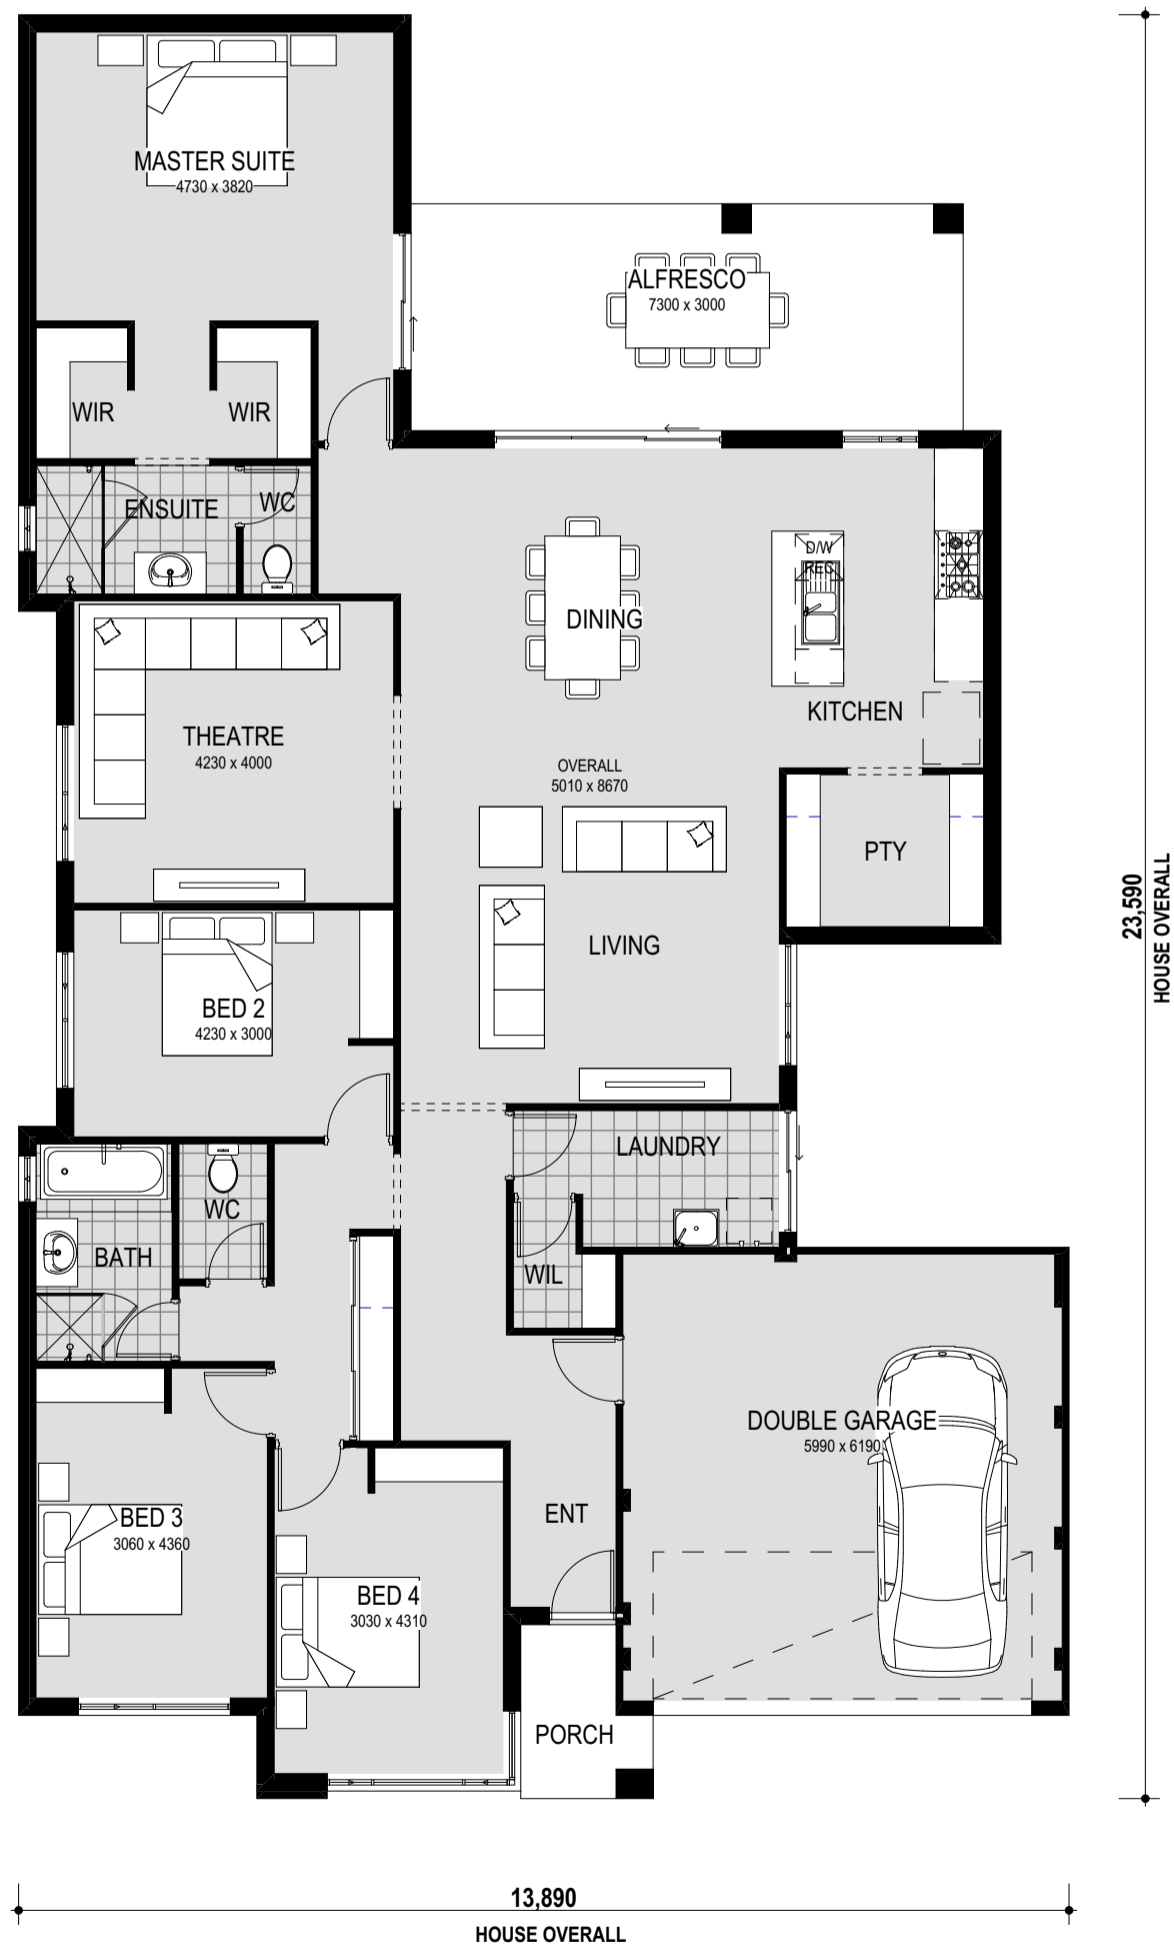 MASTER SUITE
4730 x 3820
ALFRESCO
7300 x 3000
WIR
WIR
ENSUITE
WC
D/W
REC
DINING
KITCHEN
THEATRE
4230 x 4000
OVERALL
5010 x 8670
PTY
LIVING
BED 2
4230 x 3000
23,590
HOUSE OVERALL
LAUNDRY
WC
BATH
WIL
DOUBLE GARAGE
5990 x 6190
ENT
BED 3
3060 x 4360
BED 4
3030 x 4310
PORCH
13,890
HOUSE OVERALL